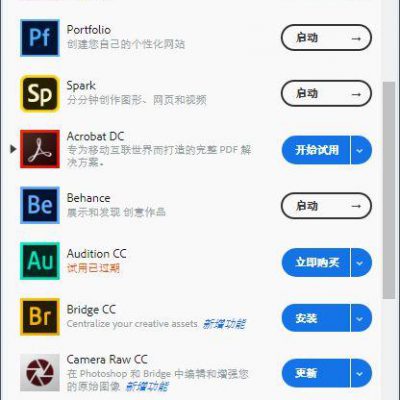 Pf
Portfolio
创建您自己的个性化网站
启动 →
Sp
Spark
分分钟创作图形、网页和视频
启动 →
Acrobat DC
专为移动互联世界而打造的完整 PDF 解
决方案。
开始试用
Be
Behance
展示和发现 创意作品
启动 →
Au
Audition CC
试用已过期
立即购买
Br
Bridge CC
Centralize your creative assets 新增功能
安装
Camera Raw CC
在 Photoshop 和 Bridge 中编辑和增强您
的原始图像 新增功能
更新